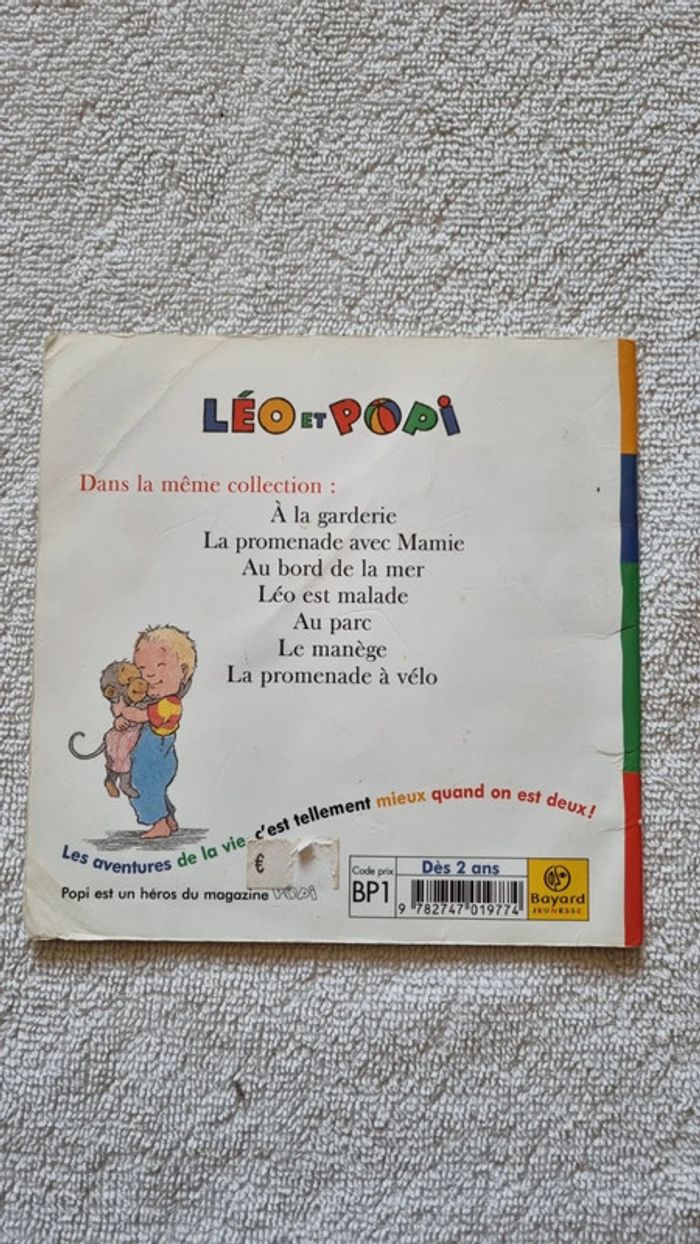 LÉO ET POPi
Dans la même collection :
À la garderie
La promenade avec Mamie
Au bord de la mer
Léo est malade
Au parc
Le manège
La promenade à vélo
Les aventures de la vie, c'est tellement mieux quand on est deux!
€
Popi est un héros du magazine POPi
Code prix
BP1
Dès 2 ans
9 782747 019774
Bayard
JEUNESSE